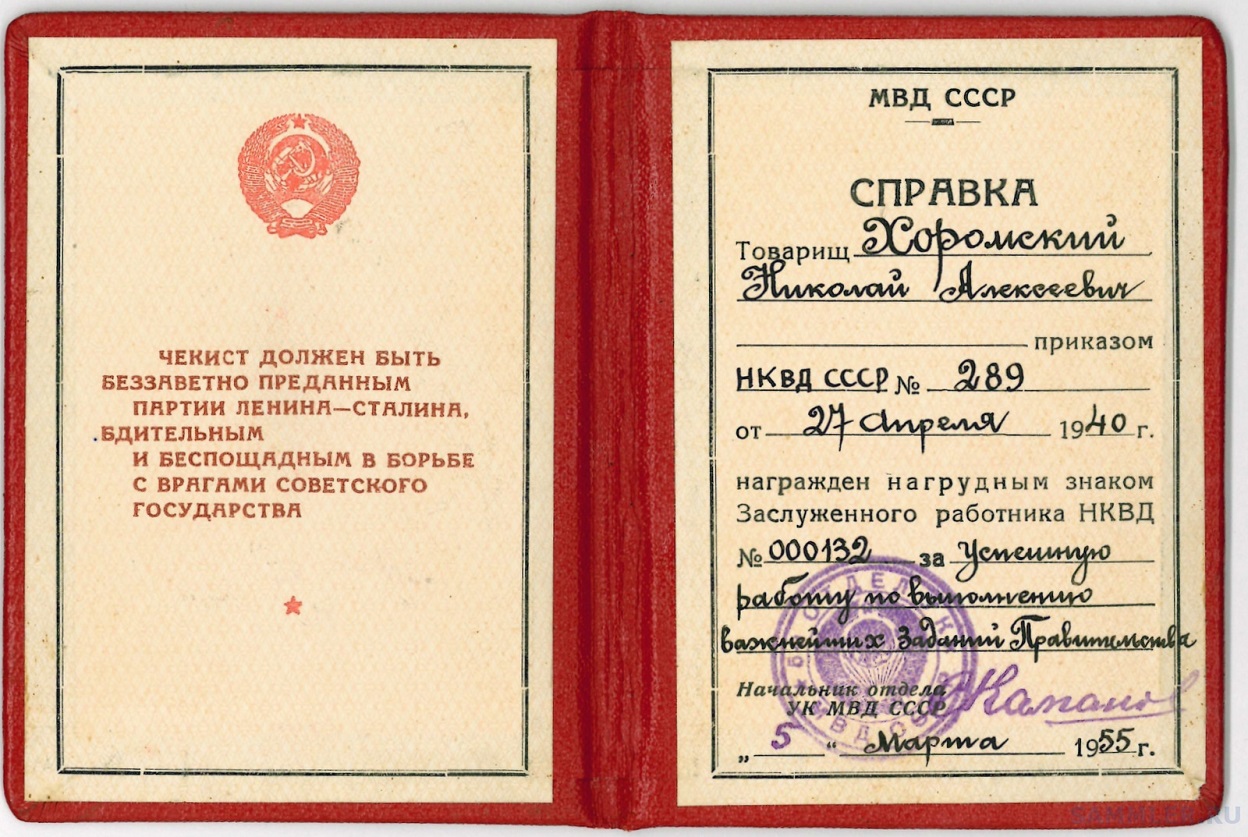 ЧЕКИСТ ДОЛЖЕН БЫТЬ
БЕЗЗАВЕТНО ПРЕДАННЫМ
ПАРТИИ ЛЕНИНА—СТАЛИНА,
БДИТЕЛЬНЫМ
И БЕСПОЩАДНЫМ В БОРЬБЕ
С ВРАГАМИ СОВЕТСКОГО
ГОСУДАРСТВА
МВД СССР
СПРАВКА
Товарищ Хоромский
Николай Алексеевич
приказом
НКВД СССР № 289
от 27 апреля 1940 г.
награжден нагрудным знаком
Заслуженного работника НКВД
№ 000132 за успешную
работу по выполнению
важнейших заданий Правительства
Начальник отдела
УК МВД СССР
„ 5 “ Марта 1955 г.